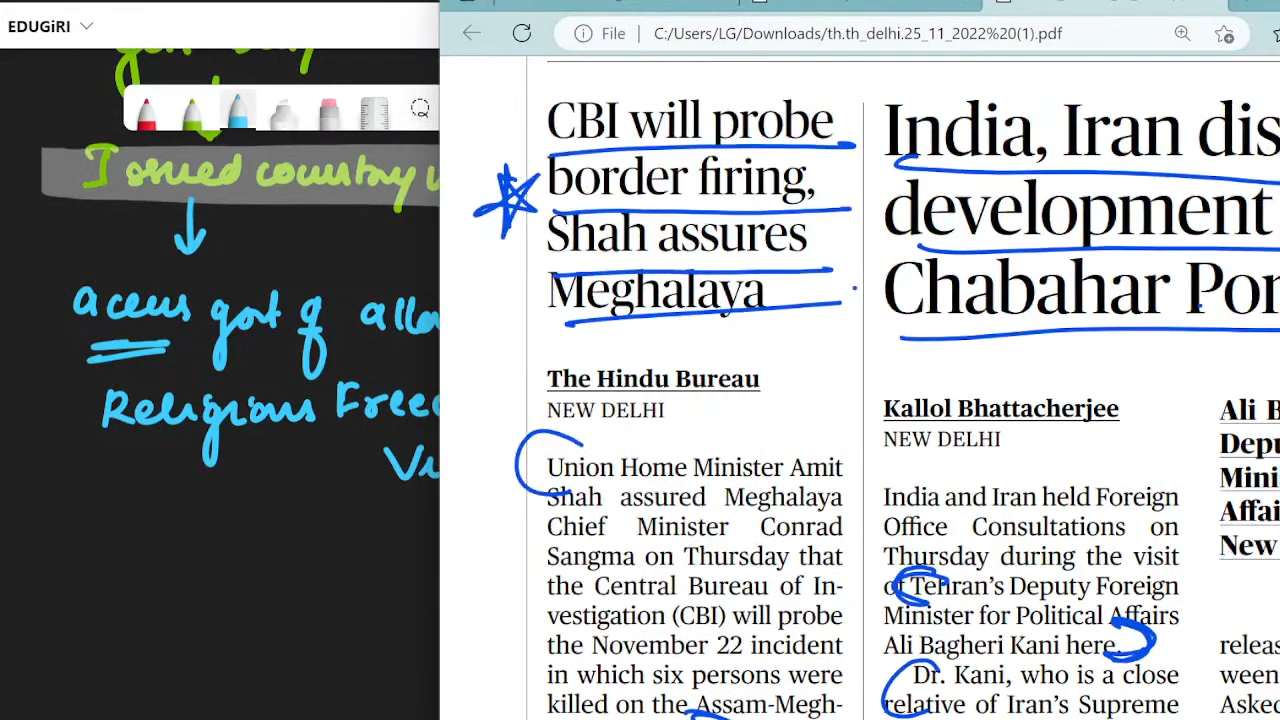 EDUGiRI
File
C:/Users/LG/Downloads/th.th_delhi.25_11_2022%20(1).pdf
Issued country
acess govt of
Religious
CBI will probe
border firing,
Shah assures
Meghalaya
The Hindu Bureau
NEW DELHI
Union Home Minister Amit
Shah assured Meghalaya
Chief Minister Conrad
Sangma on Thursday that
the Central Bureau of In-
vestigation (CBI) will probe
the November 22 incident
in which six persons were
killed on the Assam-Megh-
India, Iran dis
development
Chabahar Por
Kallol Bhattacherjee
NEW DELHI
India and Iran held Foreign
Office Consultations on
Thursday during the visit
of Tehran's Deputy Foreign
Minister for Political Affairs
Ali Bagheri Kani here.
Dr. Kani, who is a close
relative of Iran's Supreme
Ali B
Depu
Minis
Affai
New
releas
ween
Asked